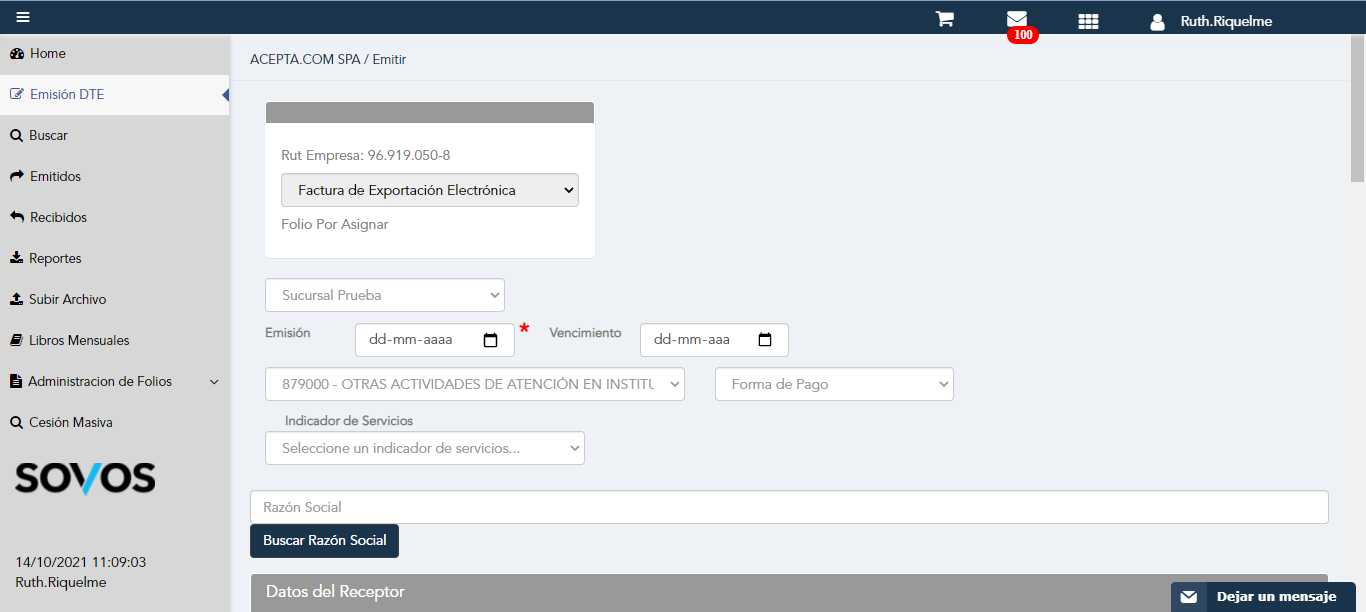 Ruth.Riquelme
100
Home
ACEPTA.COM SPA / Emitir
Emisión DTE
Buscar
Emitidos
Recibidos
Reportes
Subir Archivo
Libros Mensuales
Administracion de Folios
Cesión Masiva
SOVOS
14/10/2021 11:09:03
Ruth.Riquelme
Rut Empresa: 96.919.050-8
Factura de Exportación Electrónica
Folio Por Asignar
Sucursal Prueba
Emisión dd-mm-aaaa * Vencimiento dd-mm-aaa
879000 - OTRAS ACTIVIDADES DE ATENCIÓN EN INSTITU Forma de Pago
Indicador de Servicios
Seleccione un indicador de servicios...
Razón Social
Buscar Razón Social
Datos del Receptor
Dejar un mensaje